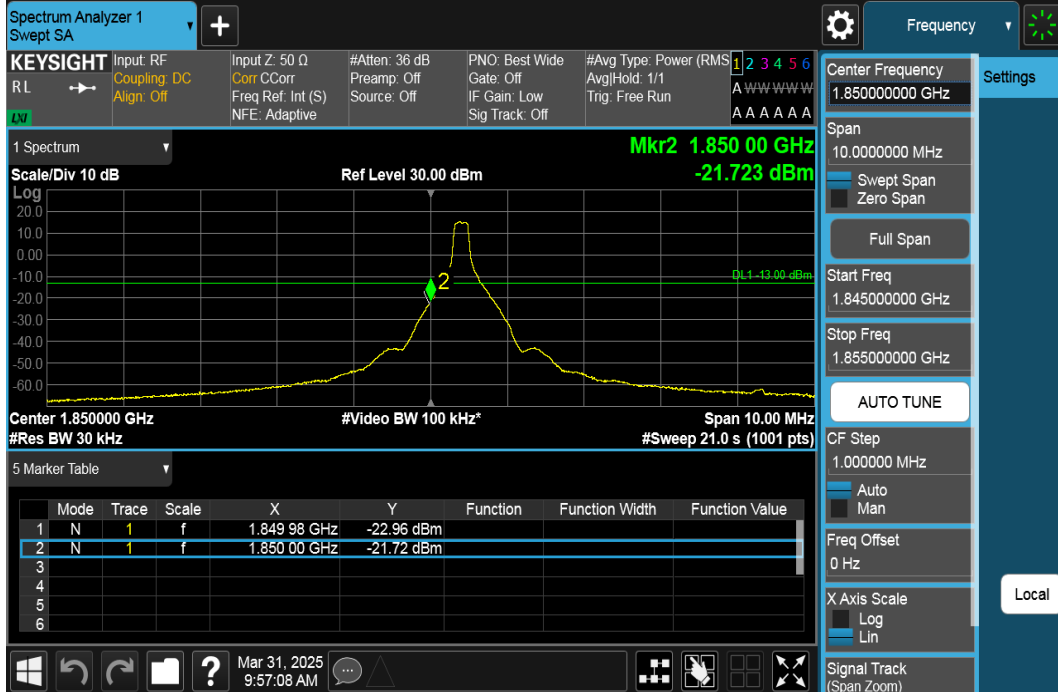 Spectrum Analyzer 1
Swept SA
+
Frequency
KEYSIGHT
RL
LXI
Input: RF
Coupling: DC
Align: Off
Input Z: 50 Ω
Corr CCorr
Freq Ref: Int (S)
NFE: Adaptive
#Atten: 36 dB
Preamp: Off
Source: Off
PNO: Best Wide
Gate: Off
IF Gain: Low
Sig Track: Off
#Avg Type: Power (RMS
Avg|Hold: 1/1
Trig: Free Run
1 2 3 4 5 6
A W W W W W
A A A A A A
1 Spectrum
Mkr2 1.850 00 GHz
Scale/Div 10 dB
Ref Level 30.00 dBm
-21.723 dBm
Log
20.0
10.0
0.00
-10.0
-20.0
-30.0
-40.0
-50.0
-60.0
2
DL1 -13.00 dBm
Center 1.850000 GHz
#Video BW 100 kHz*
Span 10.00 MHz
#Res BW 30 kHz
#Sweep 21.0 s (1001 pts)
5 Marker Table
Mode Trace Scale X Y Function Function Width Function Value
1 N 1 f 1.849 98 GHz -22.96 dBm
2 N 1 f 1.850 00 GHz -21.72 dBm
3
4
5
6
Mar 31, 2025
9:57:08 AM
?
Center Frequency
1.850000000 GHz
Settings
Span
10.0000000 MHz
Swept Span
Zero Span
Full Span
Start Freq
1.845000000 GHz
Stop Freq
1.855000000 GHz
AUTO TUNE
CF Step
1.000000 MHz
Auto
Man
Freq Offset
0 Hz
X Axis Scale
Log
Lin
Local
Signal Track
(Span Zoom)